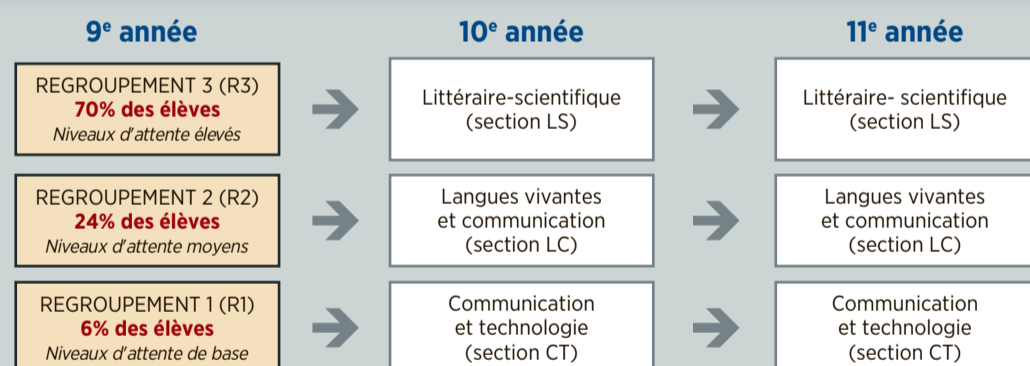 9e année
10e année
11e année
REGROUPEMENT 3 (R3)
70% des élèves
Niveaux d'attente élevés
Littéraire-scientifique
(section LS)
Littéraire- scientifique
(section LS)
REGROUPEMENT 2 (R2)
24% des élèves
Niveaux d'attente moyens
Langues vivantes
et communication
(section LC)
Langues vivantes
et communication
(section LC)
REGROUPEMENT 1 (R1)
6% des élèves
Niveaux d'attente de base
Communication
et technologie
(section CT)
Communication
et technologie
(section CT)